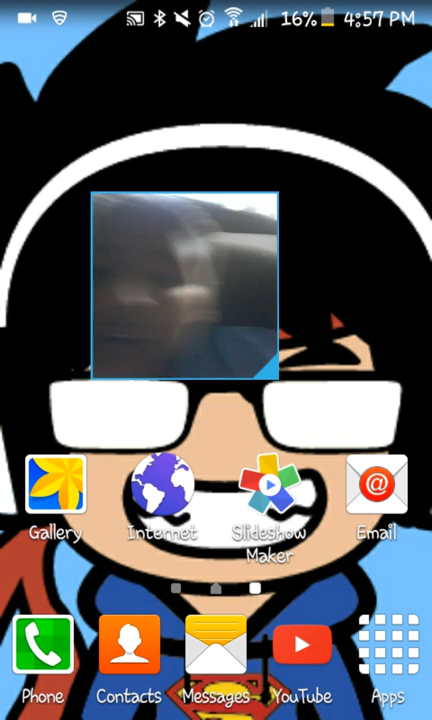 16% 4:57 PM
Gallery Internet Slideshow Maker Email
@
Phone Contacts Messages YouTube Apps